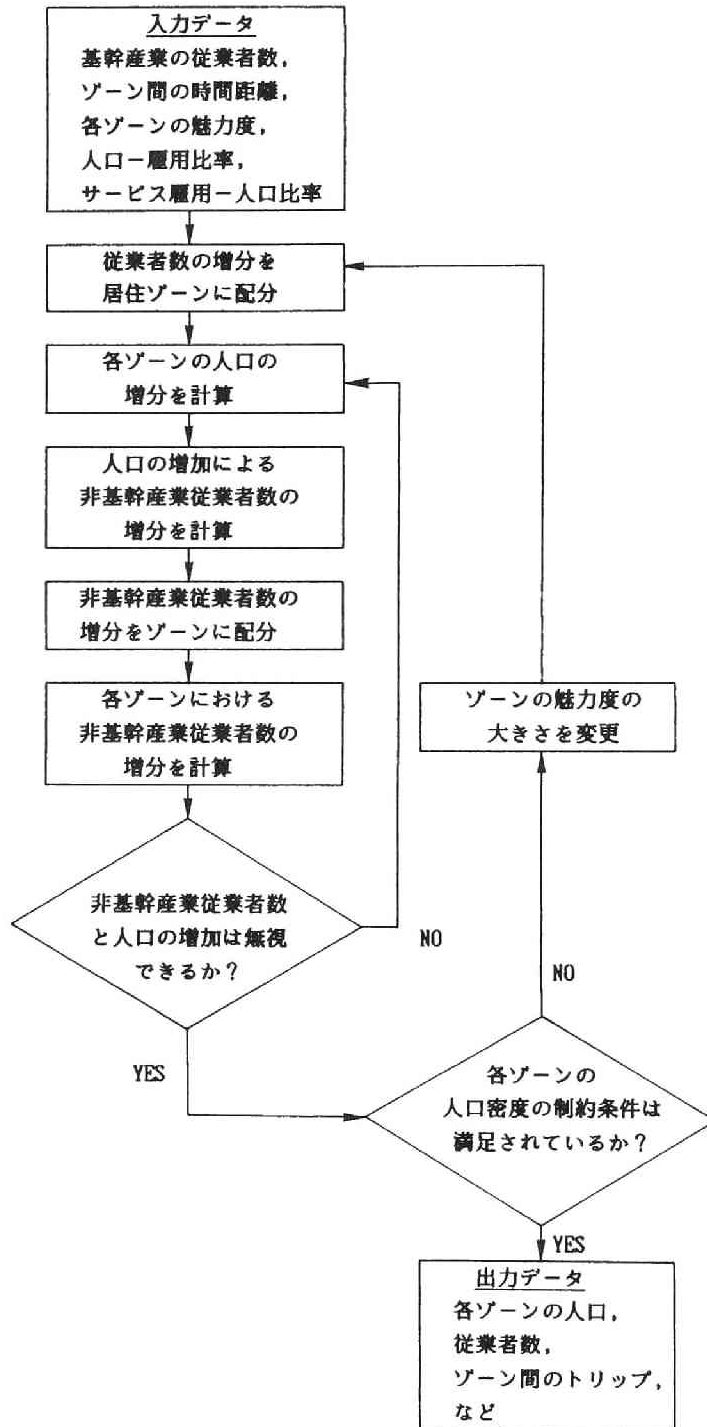 入力データ
基幹産業の従業者数,
ゾーン間の時間距離,
各ゾーンの魅力度,
人口－雇用比率,
サービス雇用－人口比率
従業者数の増分を
居住ゾーンに配分
各ゾーンの人口の
増分を計算
人口の増加による
非基幹産業従業者数の
増分を計算
非基幹産業従業者数の
増分をゾーンに配分
各ゾーンにおける
非基幹産業従業者数の
増分を計算
非基幹産業従業者数
と人口の増加は無視
できるか？
NO
YES
ゾーンの魅力度の
大きさを変更
NO
各ゾーンの
人口密度の制約条件は
満足されているか？
YES
出力データ
各ゾーンの人口,
従業者数,
ゾーン間のトリップ,
など